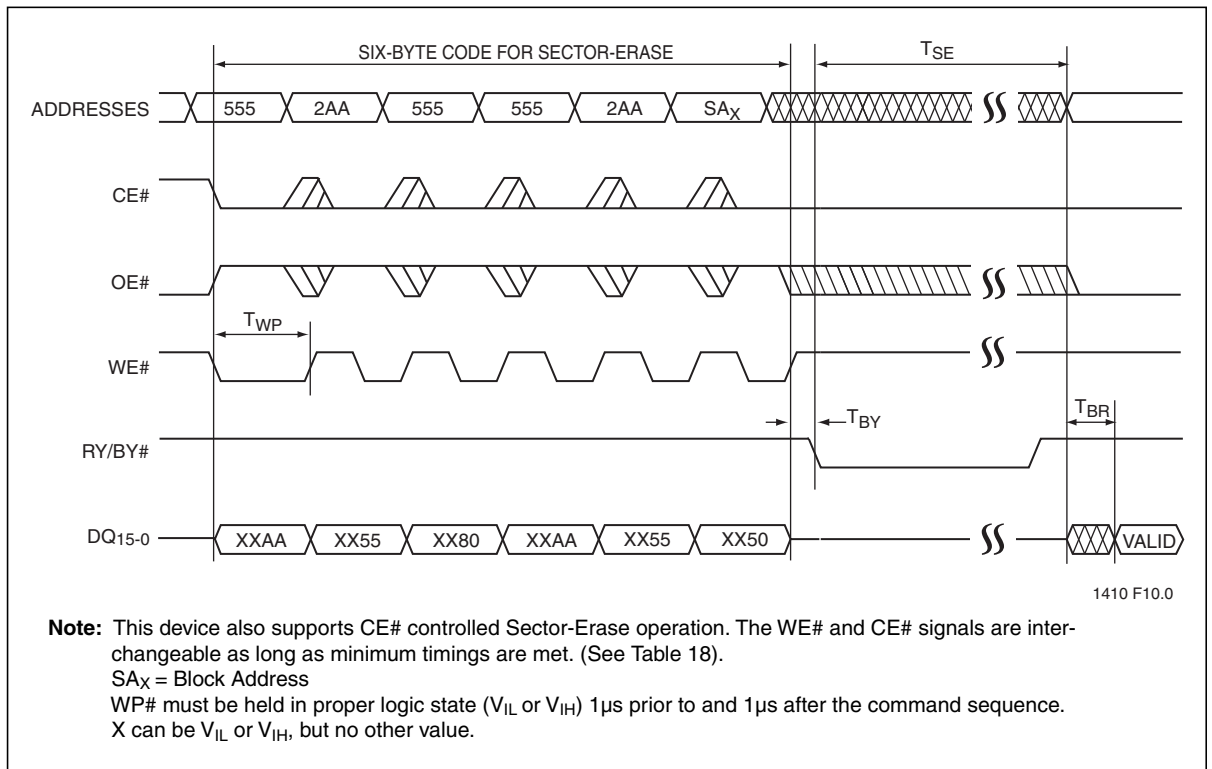 SIX-BYTE CODE FOR SECTOR-ERASE
TSE
ADDRESSES
555 2AA 555 555 2AA SAX
CE#
OE#
TWP
WE#
TBY
TBR
RY/BY#
DQ15-0
XXAA XX55 XX80 XXAA XX55 XX50
VALID
1410 F10.0
Note: This device also supports CE# controlled Sector-Erase operation. The WE# and CE# signals are inter-
changeable as long as minimum timings are met. (See Table 18).
SAX = Block Address
WP# must be held in proper logic state (VIL or VIH) 1µs prior to and 1µs after the command sequence.
X can be VIL or VIH, but no other value.